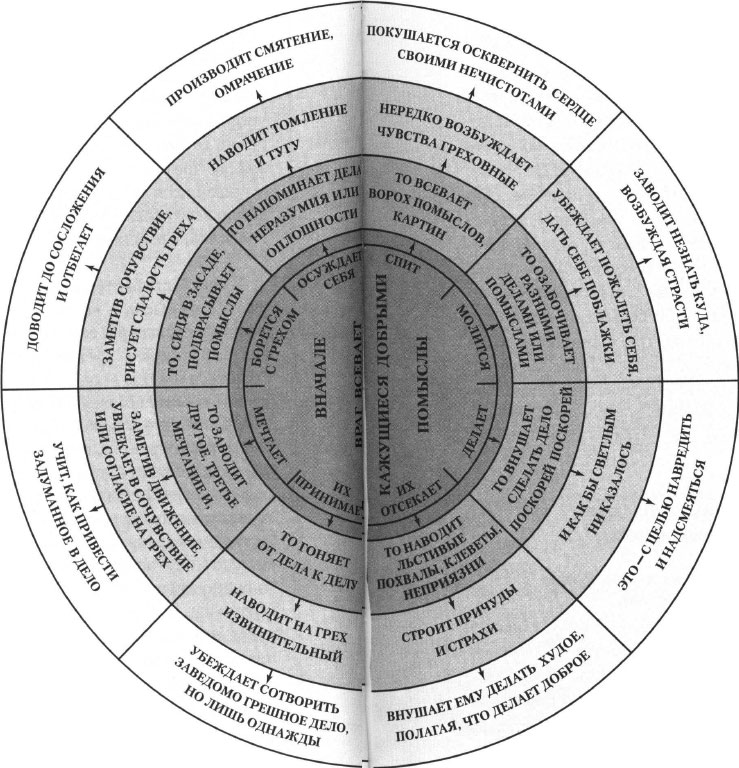 ВНАЧАЛЕ
ВРАГ ВСЕВАЕТ
КАЖУЩИЕСЯ ДОБРЫМИ
ПОМЫСЛЫ
СПИТ
ТО ВСЕВАЕТ
ВОРОХ ПОМЫСЛОВ,
КАРТИН
НЕРЕДКО ВОЗБУЖДАЕТ
ЧУВСТВА ГРЕХОВНЫЕ
ПОКУШАЕТСЯ ОСКВЕРНИТЬ СЕРДЦЕ
СВОИМИ НЕЧИСТОТАМИ
МОЛИТСЯ
ТО ОЗАБОЧИВАЕТ
РАЗНЫМИ
ДЕЛАМИ ИЛИ
ПОМЫСЛАМИ
УБЕЖДАЕТ ПОЖАЛЕТЬ СЕБЯ,
ДАТЬ СЕБЕ ПОБЛАЖКИ
ЗАВОДИТ НЕЗНАТЬ КУДА,
ВОЗБУЖДАЯ СТРАСТИ
ДЕЛАЕТ
ТО ВНУШАЕТ
СДЕЛАТЬ ДЕЛО
ПОСКОРЕЙ ПОСКОРЕЙ
И КАК БЫ СВЕТЛЫМ
НИ КАЗАЛОСЬ
ЭТО — С ЦЕЛЬЮ НАВРЕДИТЬ
И НАДСМЕЯТЬСЯ
ИХ
ОТСЕКАЕТ
ТО НАВОДИТ
ЛЬСТИВЫЕ
ПОХВАЛЫ, КЛЕВЕТЫ,
НЕПРИЯЗНИ
СТРОИТ ПРИЧУДЫ
И СТРАХИ
ВНУШАЕТ ЕМУ ДЕЛАТЬ ХУДОЕ,
ПОЛАГАЯ, ЧТО ДЕЛАЕТ ДОБРОЕ
ИХ
ПРИНИМАЕ
ТО ГОНЯЕТ
ОТ ДЕЛА К ДЕЛУ
НАВОДИТ НА ГРЕХ
ИЗВИНИТЕЛЬНЫЙ
УБЕЖДАЕТ СОТВОРИТЬ
ЗАВЕДОМО ГРЕШНОЕ ДЕЛО,
НО ЛИШЬ ОДНАЖДЫ
МЕЧТАЕТ
ТО ЗАВОДИТ
ДРУГОЕ, ТРЕТЬЕ
МЕЧТАНИЕ И,
ЗАМЕТИВ ДВИЖЕНИЕ,
УВЛЕКАЕТ В СОЧУВСТВИЕ
ИЛИ СОГЛАСИЕ НА ГРЕХ
УЧИТ, КАК ПРИВЕСТИ
ЗАДУМАННОЕ В ДЕЛО
БОРЕТСЯ
С ГРЕХОМ
ТО, СИДЯ В ЗАСАДЕ,
ПОДБРАСЫВАЕТ
ПОМЫСЛЫ
ЗАМЕТИВ СОЧУВСТВИЕ,
РИСУЕТ СЛАДОСТЬ ГРЕХА
ДОВОДИТ ДО СОСЛОЖЕНИЯ
И ОТБЕГАЕТ
ОСУЖДАЕТ
СЕБЯ
ТО НАПОМИНАЕТ ДЕЛА
НЕРАЗУМИЯ ИЛИ
ОПЛОШНОСТИ
НАВОДИТ ТОМЛЕНИЕ
И ТУГУ
ПРОИЗВОДИТ СМЯТЕНИЕ,
ОМРАЧЕНИЕ